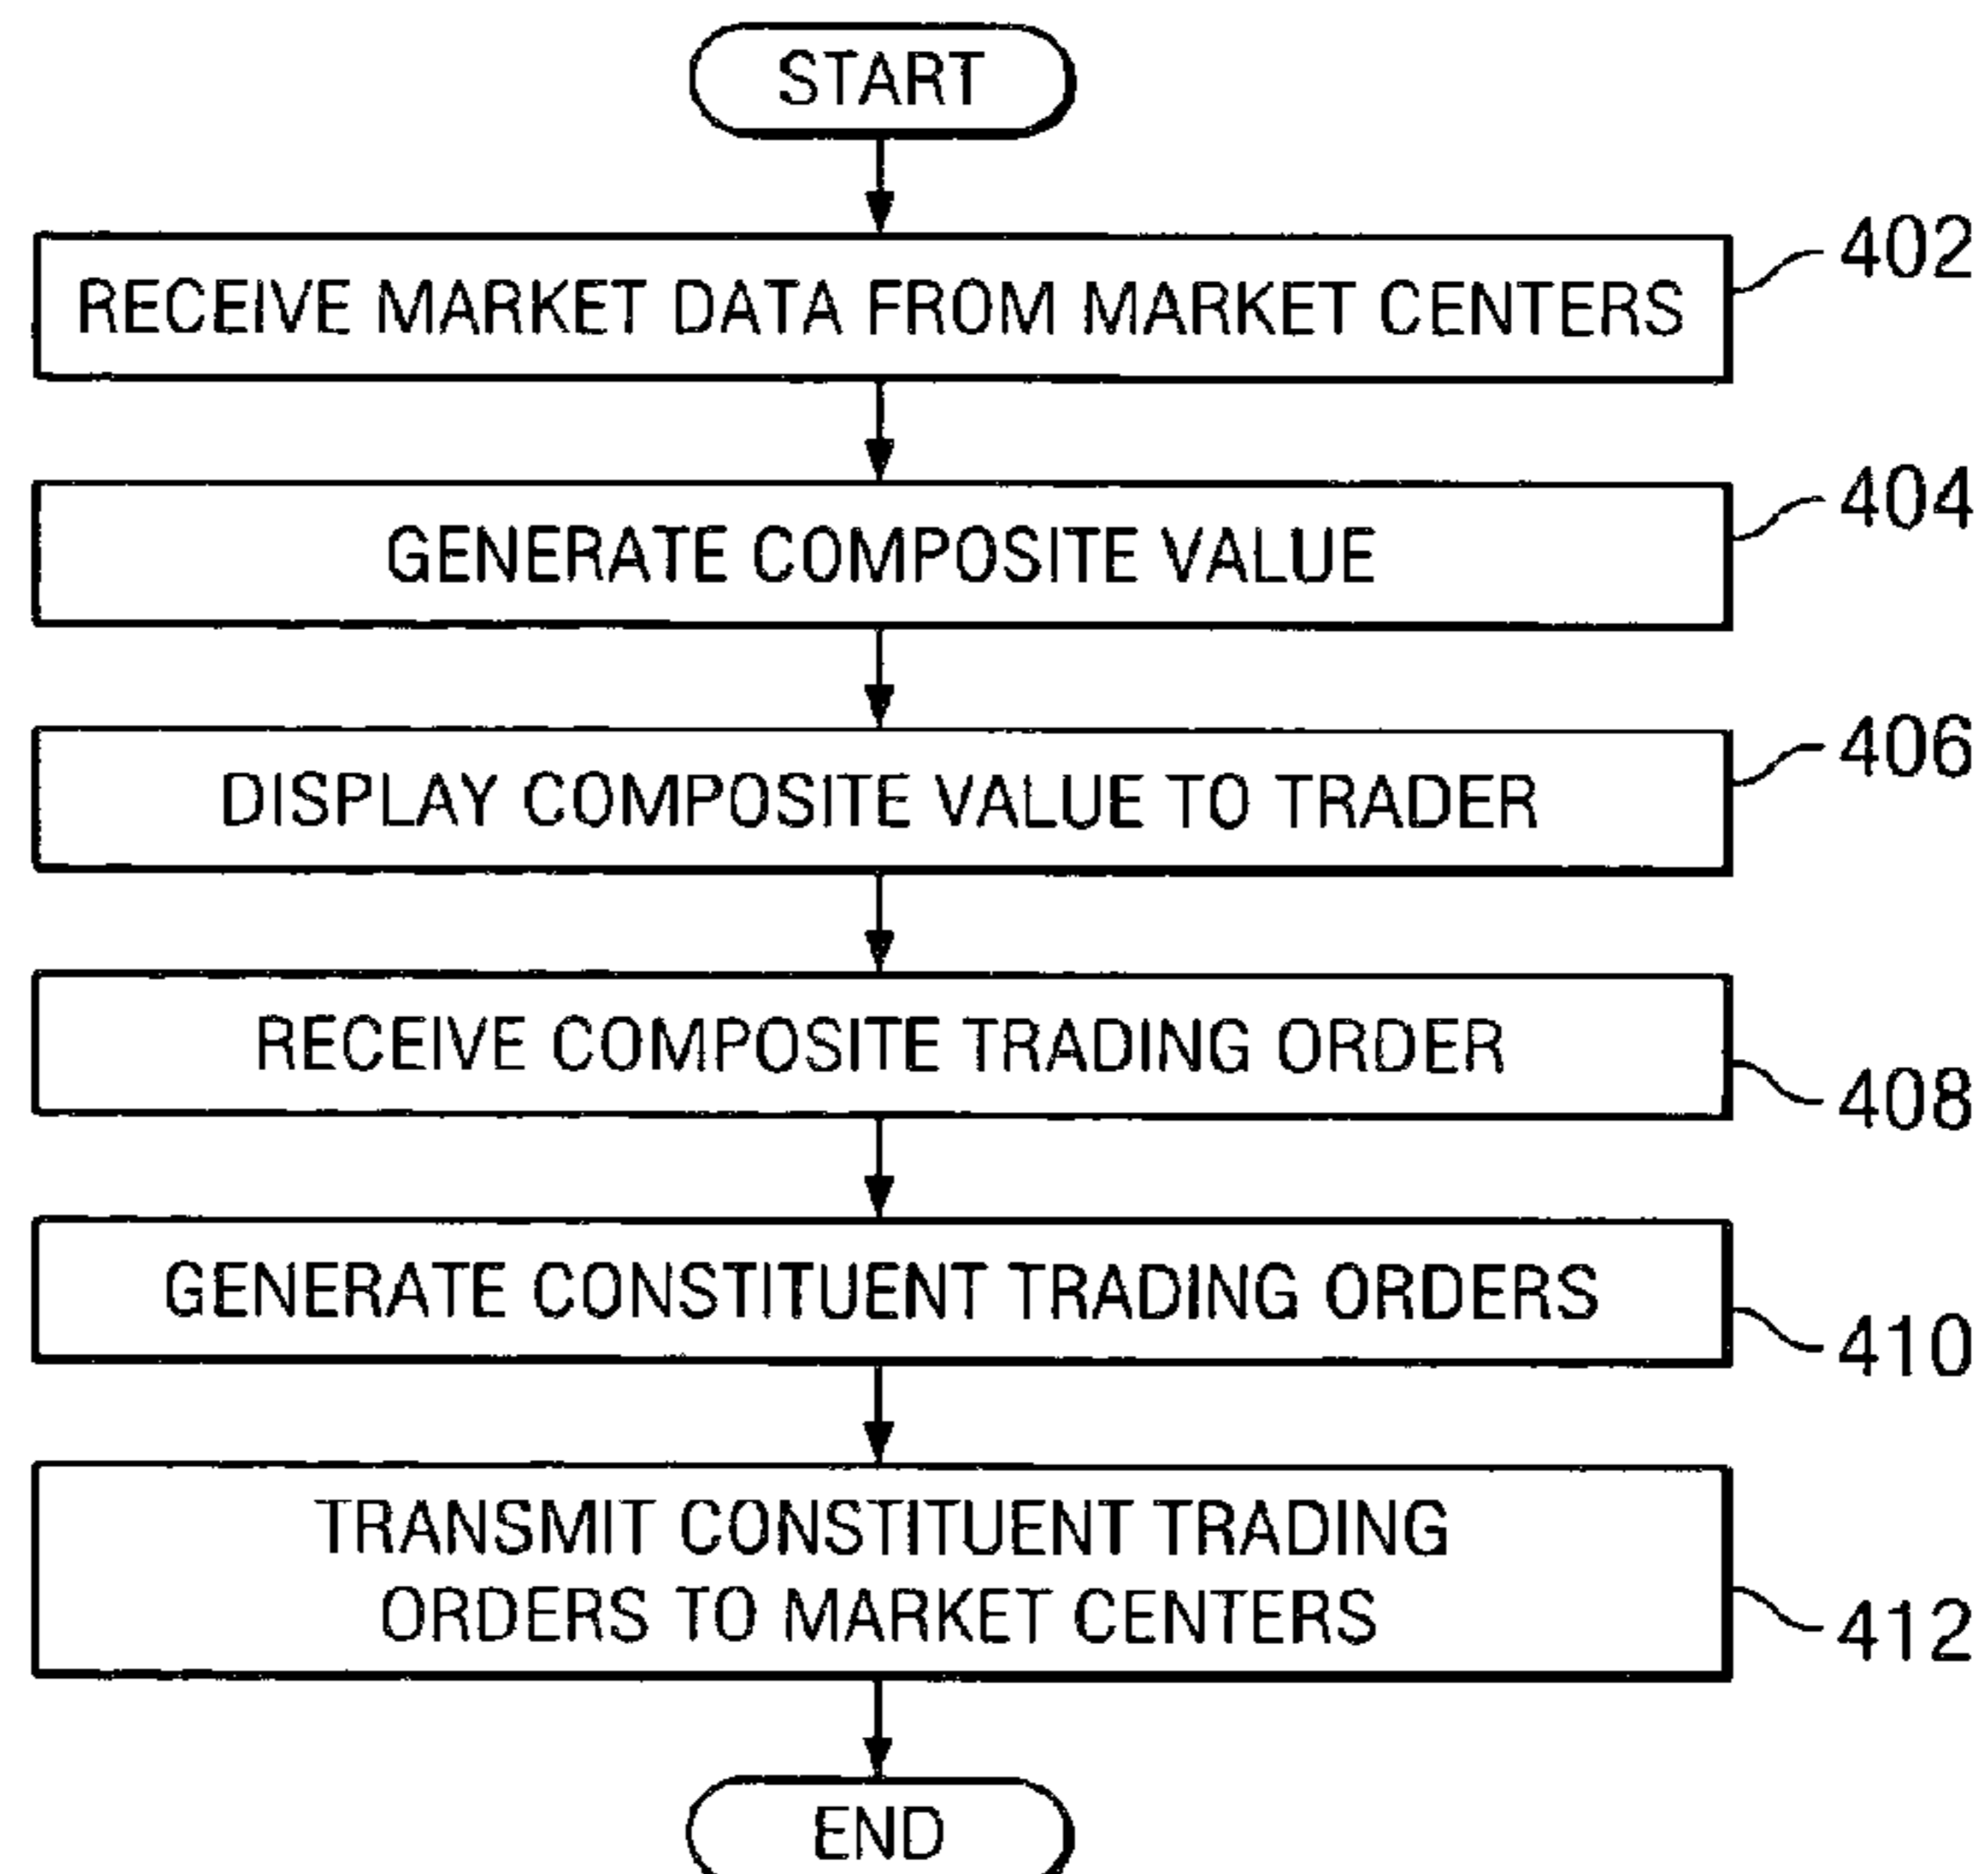 START
RECEIVE MARKET DATA FROM MARKET CENTERS
402
GENERATE COMPOSITE VALUE
404
DISPLAY COMPOSITE VALUE TO TRADER
406
RECEIVE COMPOSITE TRADING ORDER
408
GENERATE CONSTITUENT TRADING ORDERS
410
TRANSMIT CONSTITUENT TRADING
ORDERS TO MARKET CENTERS
412
END